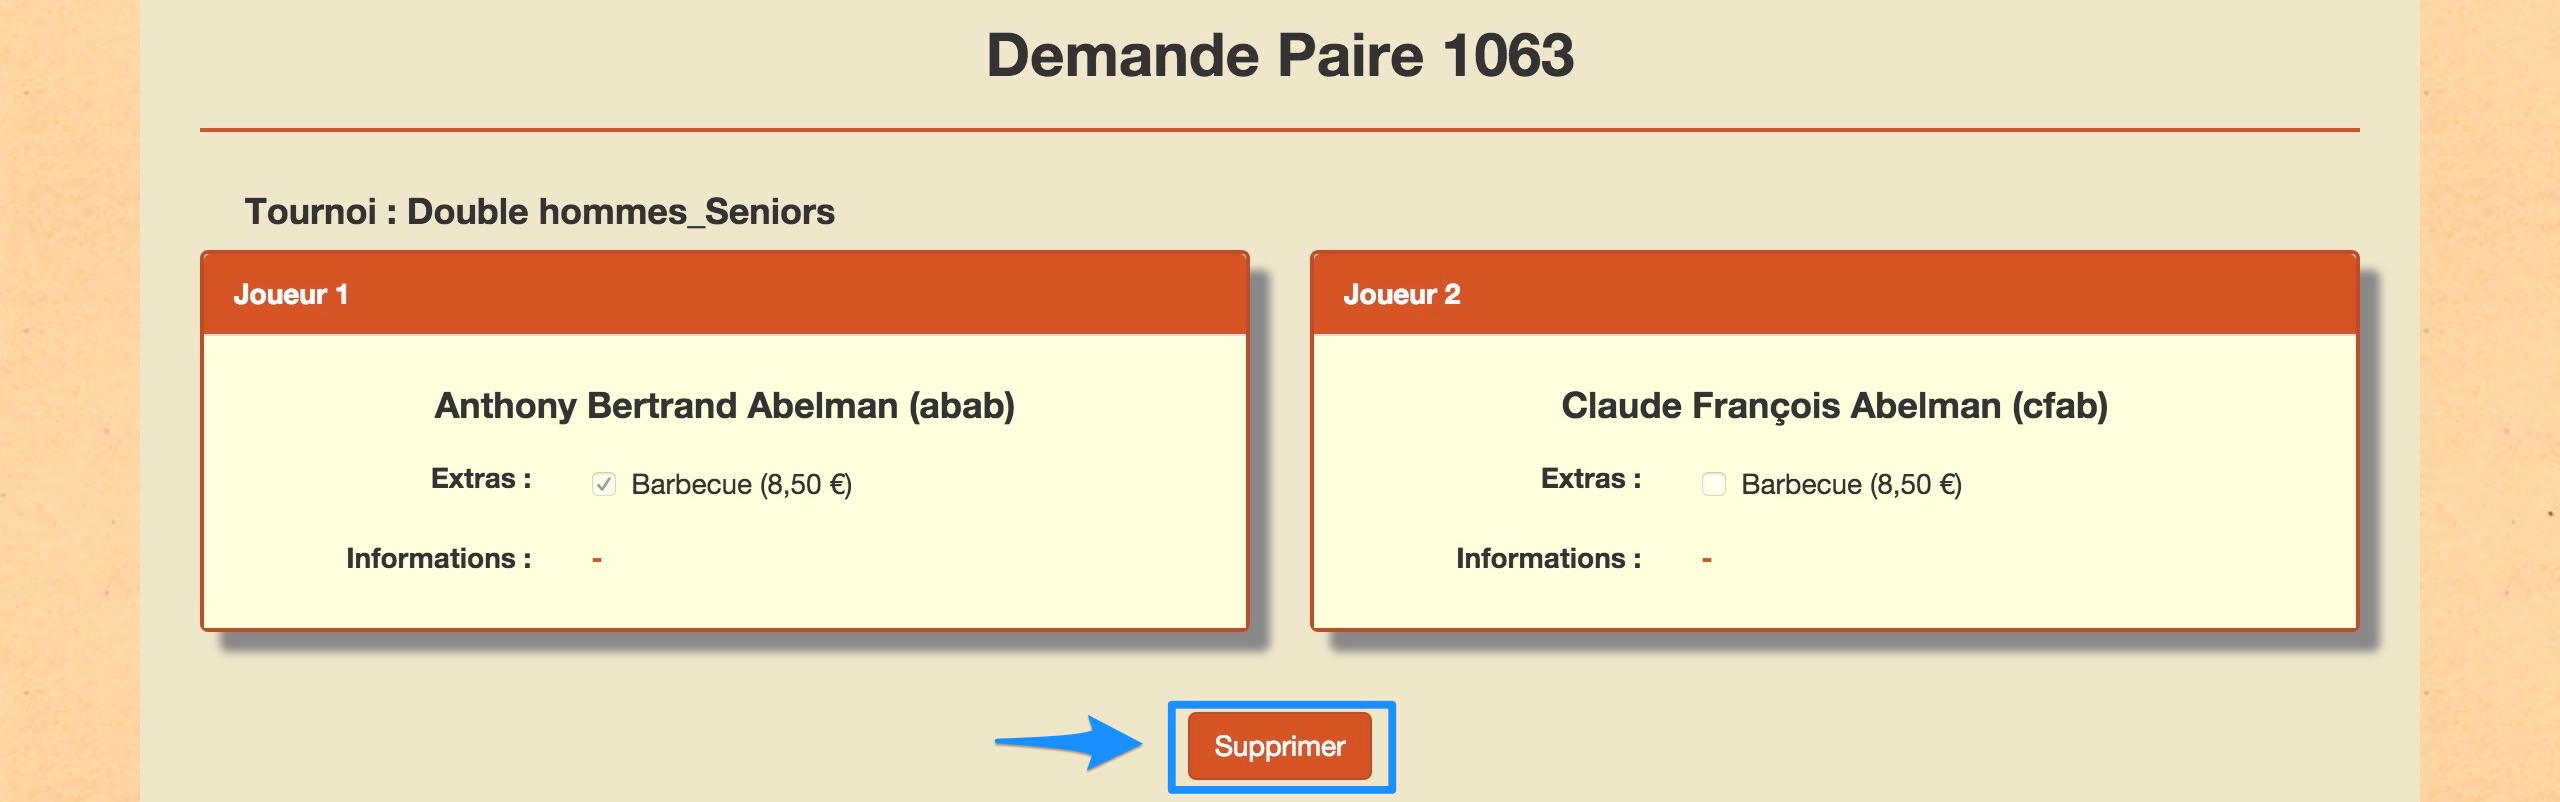 Demande Paire 1063
Tournoi : Double hommes_Seniors
Joueur 1
Anthony Bertrand Abelman (abab)
Extras : Barbecue (8,50 €)
Informations : -
Joueur 2
Claude François Abelman (cfab)
Extras : Barbecue (8,50 €)
Informations : -
Supprimer